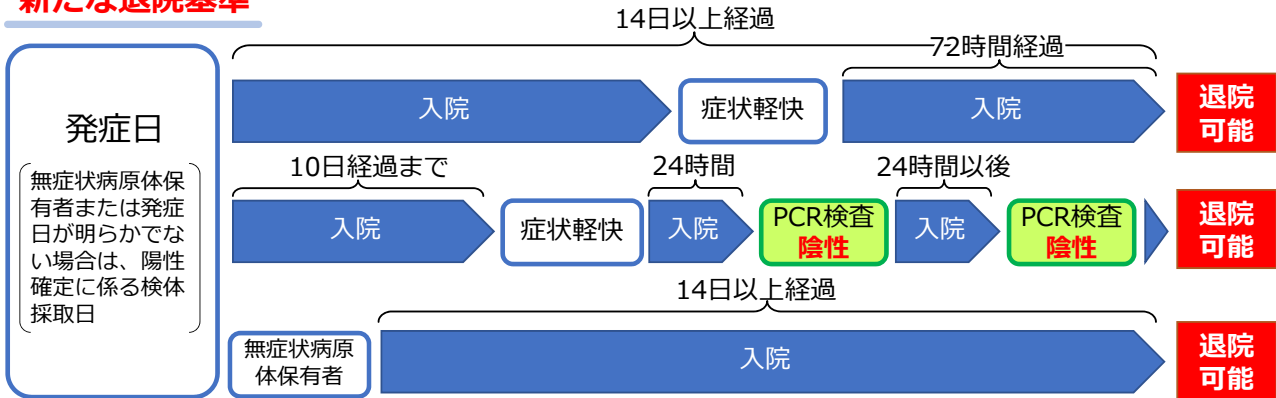 新たな退院基準
発症日
無症状病原体保
有者または発症
日が明らかでな
い場合は、陽性
確定に係る検体
採取日
14日以上経過
72時間経過
入院
症状軽快
入院
退院
可能
10日経過まで
24時間
24時間以後
入院
症状軽快
入院
PCR検査
陰性
入院
PCR検査
陰性
退院
可能
14日以上経過
無症状病原
体保有者
入院
退院
可能